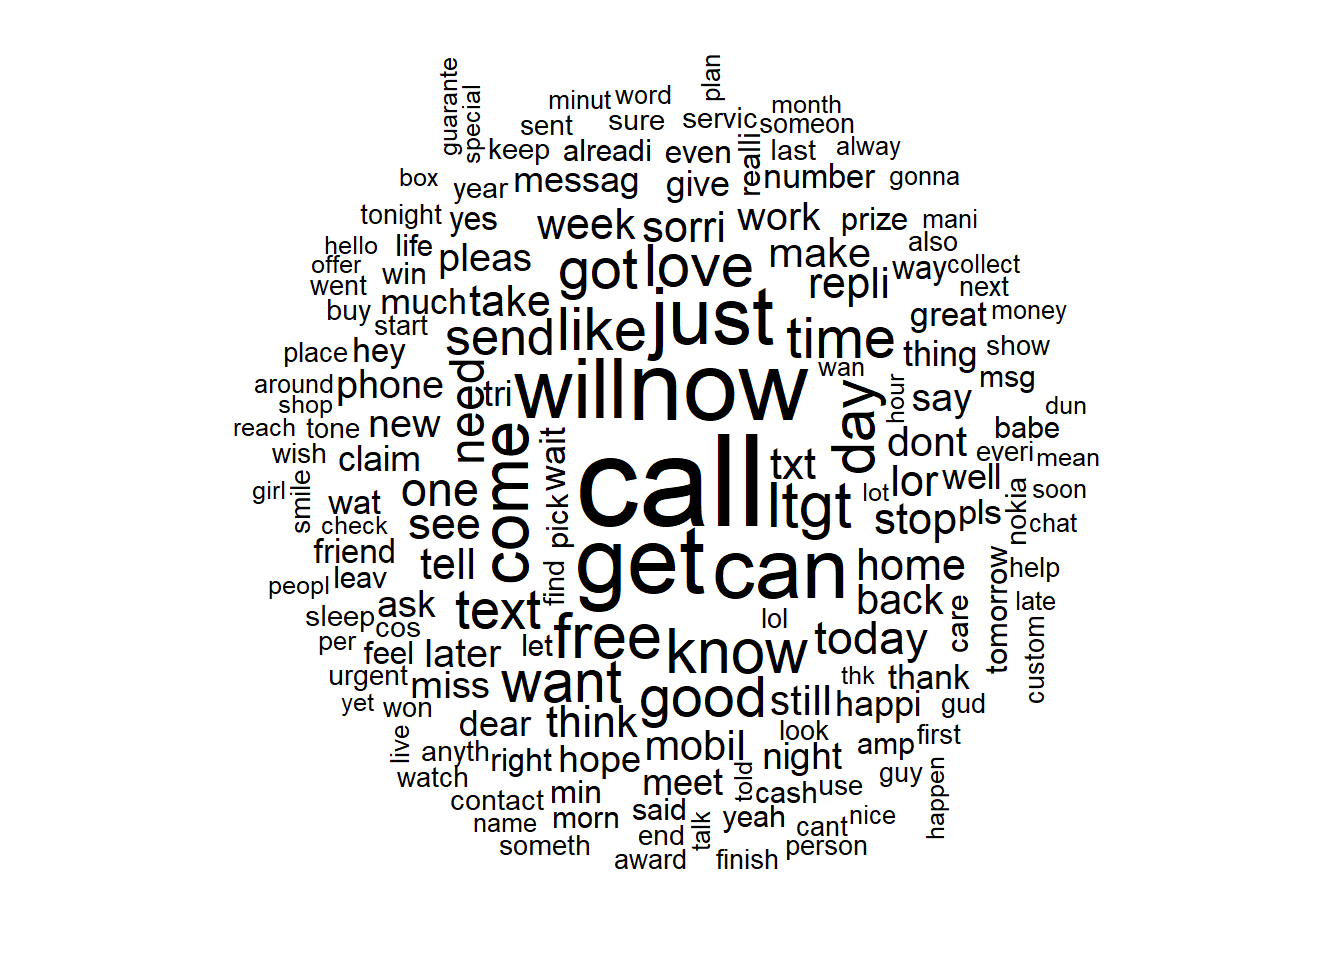 guarante
special
minut word plan month
sent sure servic someon
keep alreadi even realli last alway
box year messag give number gonna
tonight yes week sorri work prize mani
hello life pleas got love make also
offer win repli way collect
went much take next
buy start send like just time great money
place hey thing show
around phone need tri will now wan day hour say msg
shop dun
reach tone new come wait dont babe
wish claim call txt everi mean
girl smile wat one pick ltgt lot lor well nokia soon
check see stop pls chat
friend tell find get can home tomorrow help
peopl leav
sleep ask text lol back care late
per cos free know today custom
feel later let
urgent miss want thk thank
yet won good still happi gud
live dear think look first
anyth right hope mobil night amp
watch meet told guy happen
contact min cash use
name morn said talk yeah cant nice
someth end person
award finish